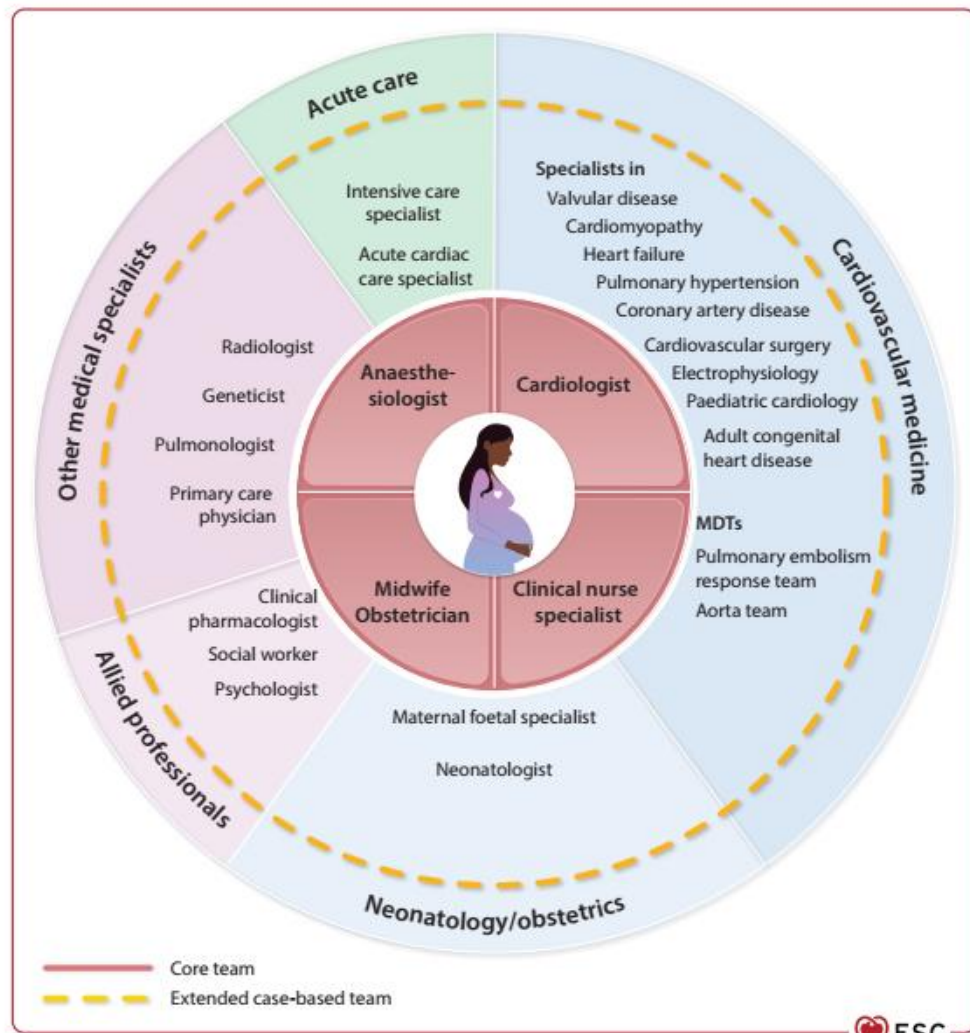 Acute care
Intensive care
specialist
Acute cardiac
care specialist
Cardiovascular medicine
Specialists in
Valvular disease
Cardiomyopathy
Heart failure
Pulmonary hypertension
Coronary artery disease
Cardiovascular surgery
Electrophysiology
Paediatric cardiology
Adult congenital
heart disease
MDTs
Pulmonary embolism
response team
Aorta team
Other medical specialists
Radiologist
Geneticist
Pulmonologist
Primary care
physician
Anaesthe-
siologist
Cardiologist
Midwife
Obstetrician
Clinical nurse
specialist
Allied professionals
Clinical
pharmacologist
Social worker
Psychologist
Maternal foetal specialist
Neonatologist
Neonatology/obstetrics
Core team
Extended case-based team
ESC